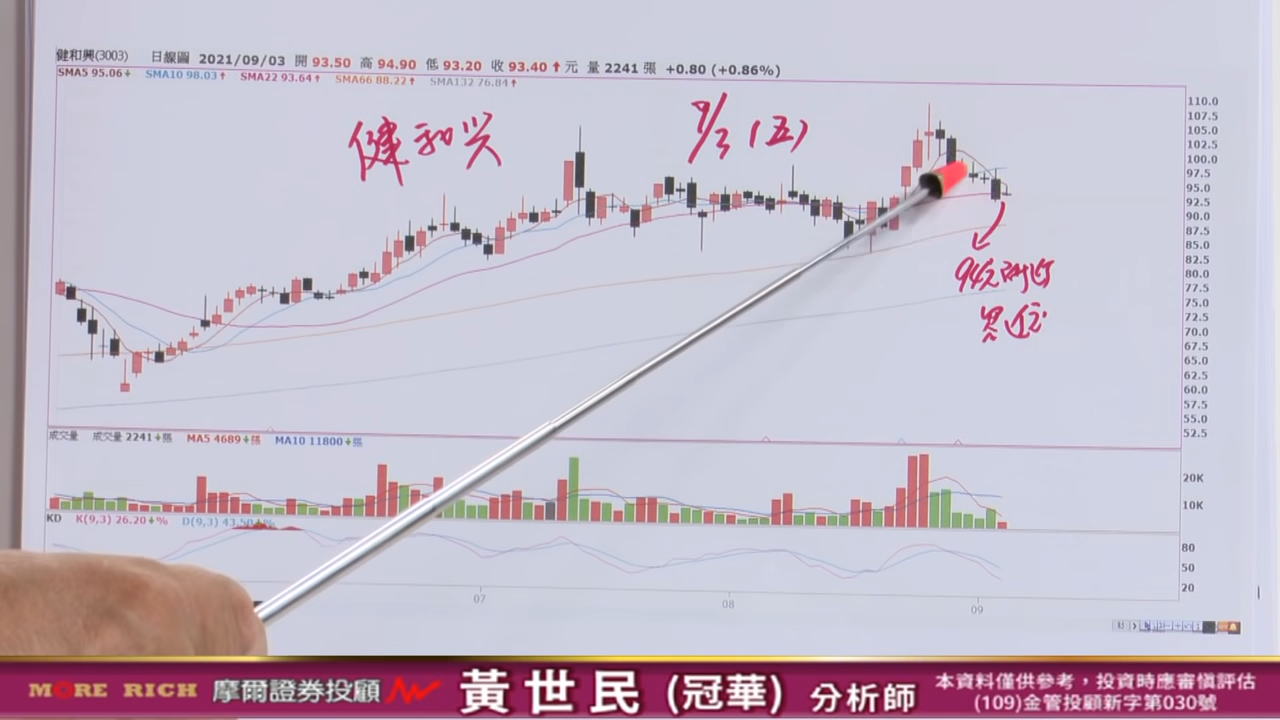 健和興(3003) 日線圖 2021/09/03 開 93.50 高 94.90 低 93.20 收 93.40↑元 量 2241 張 +0.80 (+0.86%)
SMA5 95.06↓ SMA10 98.03↑ SMA22 93.64↑ SMA66 88.22↑ SMA132 76.84↑
健和兴
9/3 (五)
110.0
107.5
105.0
102.5
100.0
97.5
95.0
92.5
90.0
87.5
85.0
82.5
80.0
77.5
75.0
72.5
70.0
67.5
65.0
62.5
60.0
57.5
55.0
52.5
94元附近
買進
成交量 成交量 2241↓張 MA5 4689↓張 MA10 11800↓張
20K
10K
KD K(9,3) 26.20↓% D(9,3) 43.50↓%
80
50
20
07
08
09
MORE RICH 摩爾證券投顧 黃世民 (冠華) 分析師
本資料僅供參考，投資時應審慎評估
(109)金管投顧新字第030號